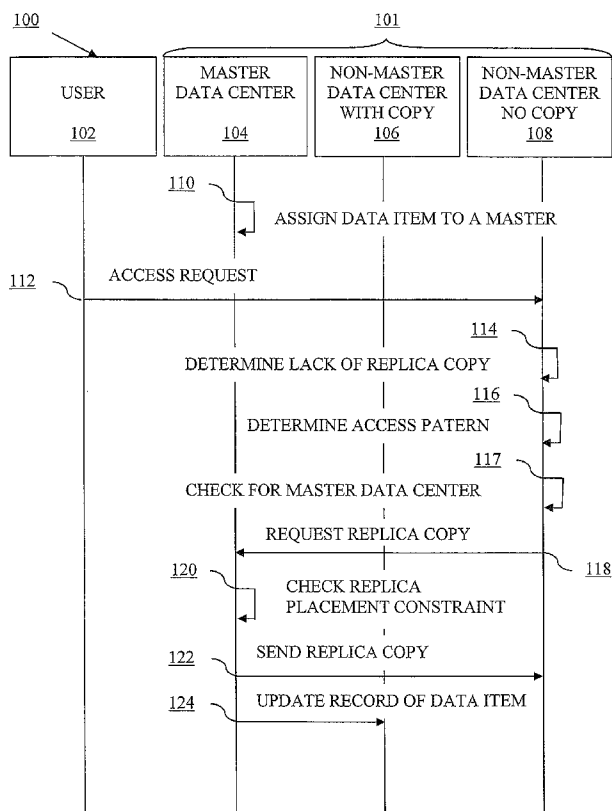 100
101
USER
102
MASTER
DATA CENTER
104
NON-MASTER
DATA CENTER
WITH COPY
106
NON-MASTER
DATA CENTER
NO COPY
108
110
ASSIGN DATA ITEM TO A MASTER
112
ACCESS REQUEST
114
DETERMINE LACK OF REPLICA COPY
116
DETERMINE ACCESS PATERN
117
CHECK FOR MASTER DATA CENTER
REQUEST REPLICA COPY
118
120
CHECK REPLICA
PLACEMENT CONSTRAINT
SEND REPLICA COPY
122
UPDATE RECORD OF DATA ITEM
124